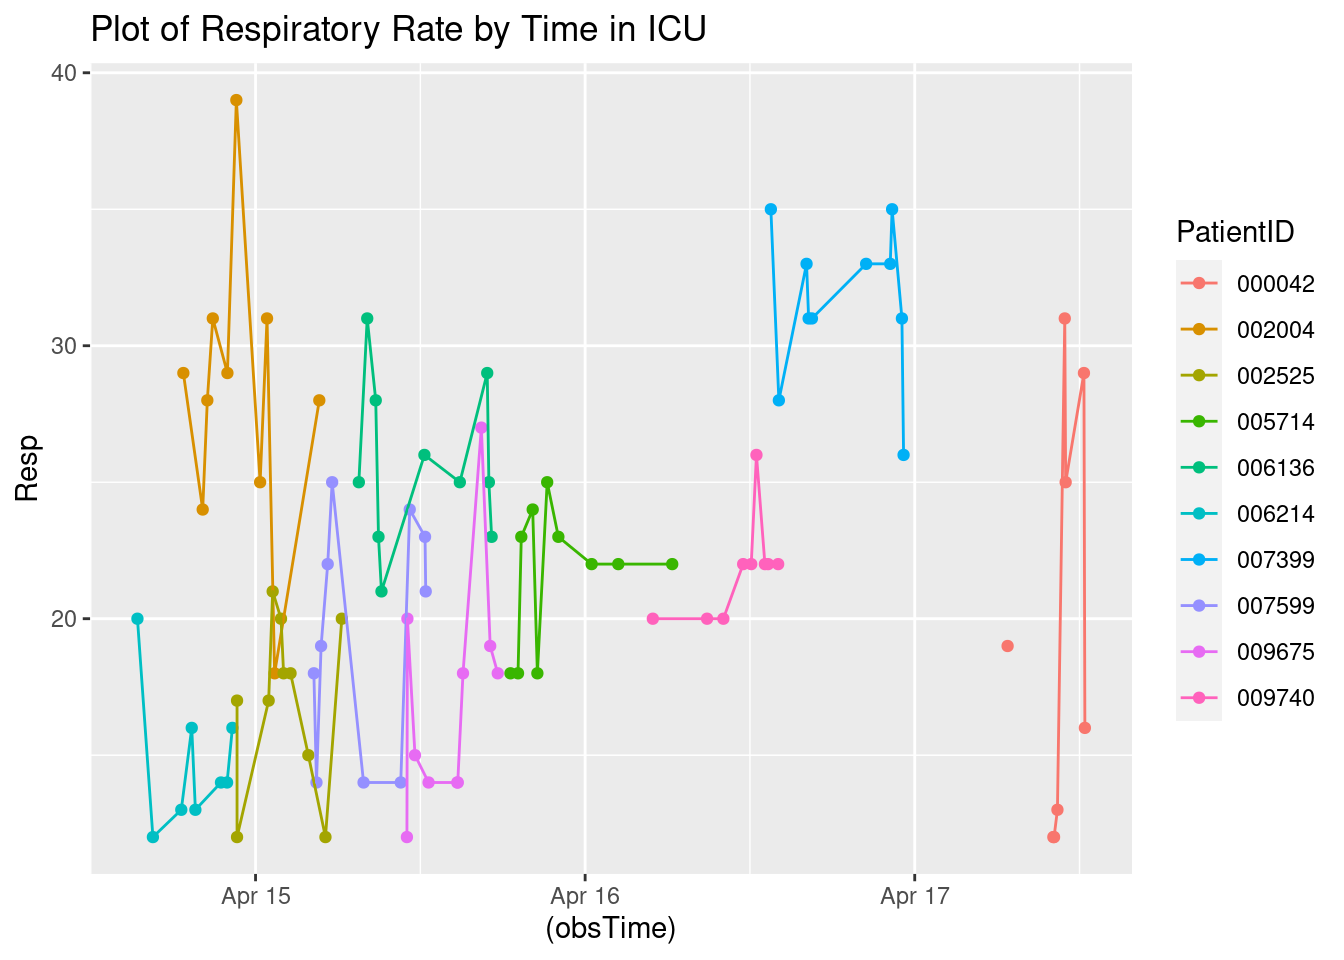 Plot of Respiratory Rate by Time in ICU
40
30
20
Resp
Apr 15
Apr 16
Apr 17
(obsTime)
PatientID
000042
002004
002525
005714
006136
006214
007399
007599
009675
009740